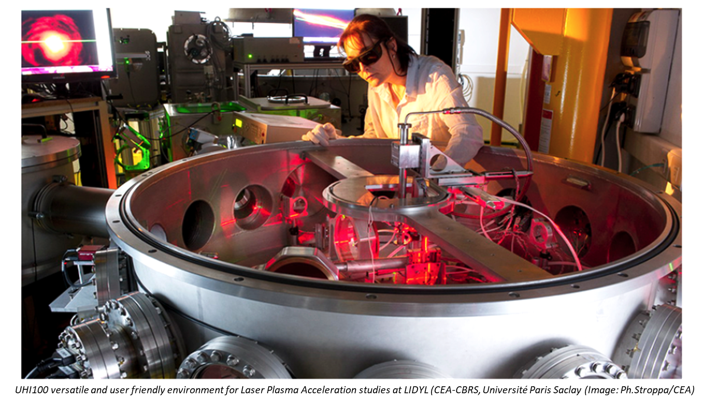 UHI100 versatile and user friendly environment for Laser Plasma Acceleration studies at LIDYL (CEA-CBRS, Université Paris Saclay (Image: Ph.Stroppa/CEA)